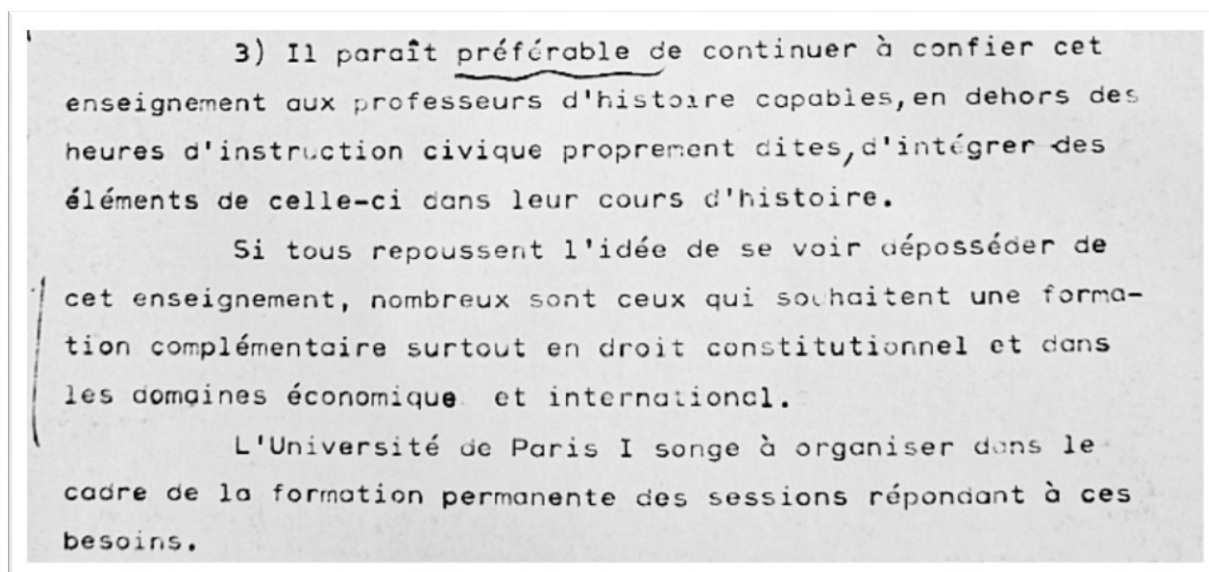 3) Il paraît préférable de continuer à confier cet
enseignement aux professeurs d'histoire capables, en dehors des
heures d'instruction civique proprement dites, d'intégrer des
éléments de celle-ci dans leur cours d'histoire.
Si tous repoussent l'idée de se voir déposséder de
cet enseignement, nombreux sont ceux qui souhaitent une forma-
tion complémentaire surtout en droit constitutionnel et dans
les domaines économique et international.
L'Université de Paris I songe à organiser dans le
cadre de la formation permanente des sessions répondant à ces
besoins.